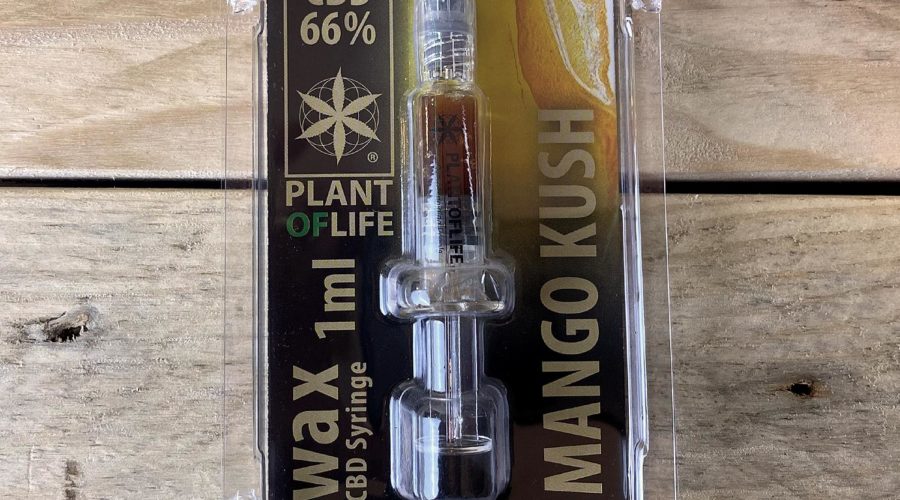 CBD
66%
®
PLANT
OFLIFE
wax 1ml
CBD Syringe
PLANTOFLIFE
MANGO KUSH